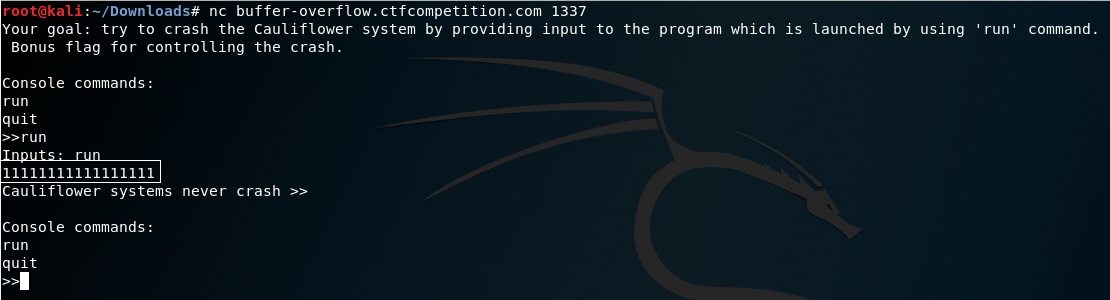 root@kali:~/Downloads# nc buffer-overflow.ctfcompetition.com 1337
Your goal: try to crash the Cauliflower system by providing input to the program which is launched by using 'run' command.
 Bonus flag for controlling the crash.
Console commands:
run
quit
>>run
Inputs: run
11111111111111111
Cauliflower systems never crash >>
Console commands:
run
quit
>>